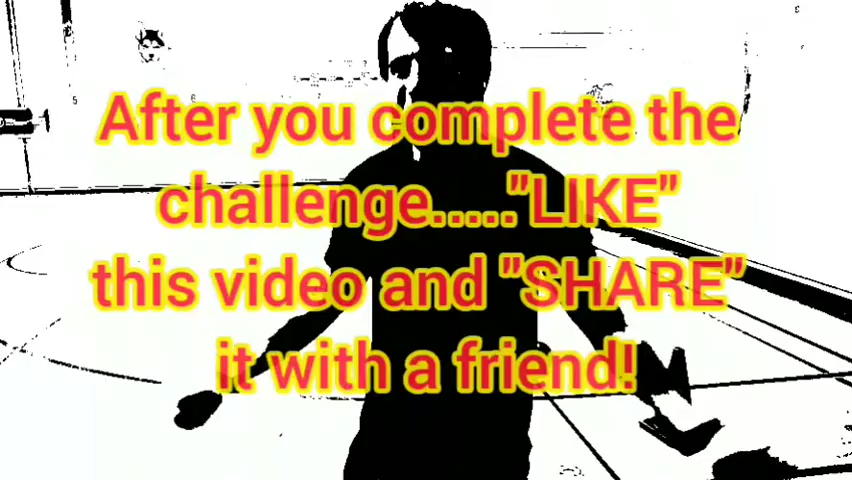 After you complete the
challenge....."LIKE"
this video and "SHARE"
it with a friend!